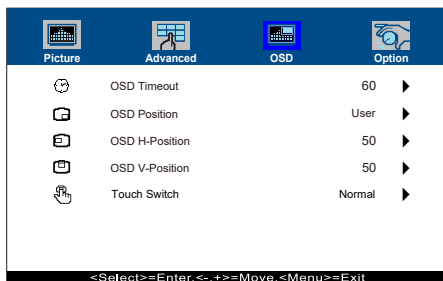 Picture Advanced OSD Option
OSD Timeout 60
OSD Position User
OSD H-Position 50
OSD V-Position 50
Touch Switch Normal
<Select>=Enter,<-,+>=Move,<Menu>=Exit